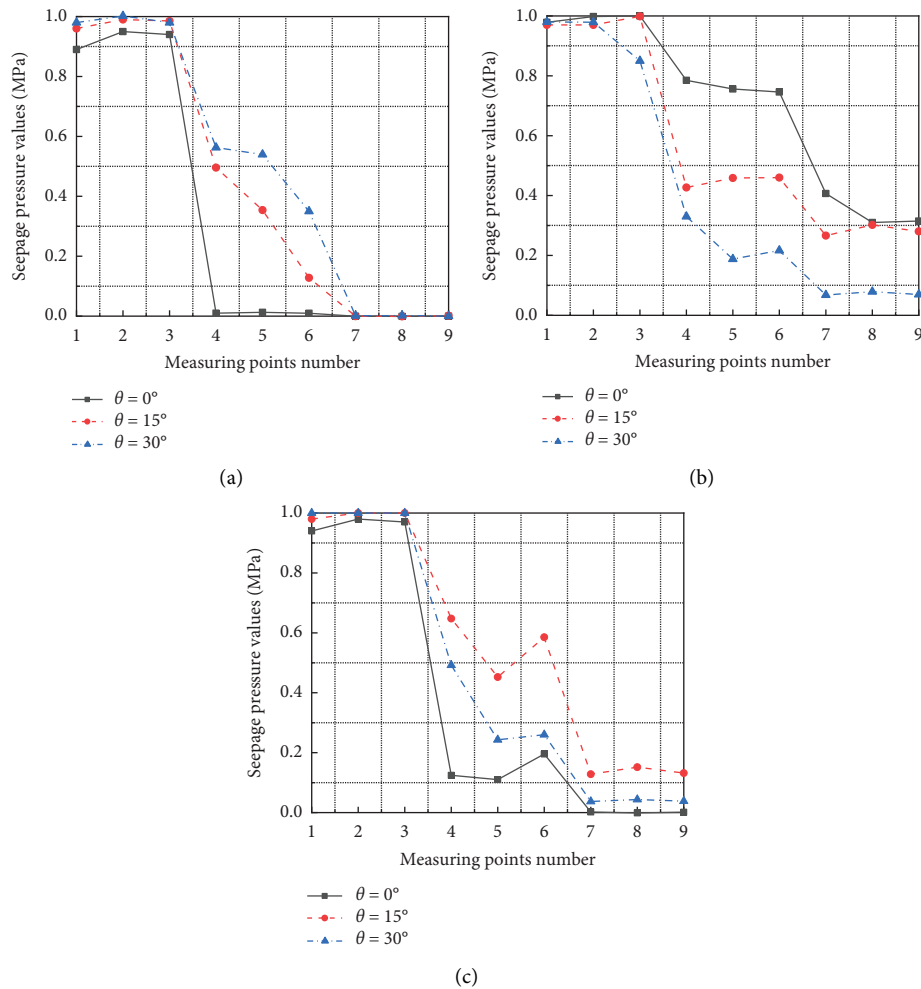 1.0
0.8
0.6
0.4
0.2
0.0
Seepage pressure values (MPa)
1 2 3 4 5 6 7 8 9
Measuring points number
θ = 0°
θ = 15°
θ = 30°
(a)
1.0
0.8
0.6
0.4
0.2
0.0
Seepage pressure values (MPa)
1 2 3 4 5 6 7 8 9
Measuring points number
θ = 0°
θ = 15°
θ = 30°
(b)
1.0
0.8
0.6
0.4
0.2
0.0
Seepage pressure values (MPa)
1 2 3 4 5 6 7 8 9
Measuring points number
θ = 0°
θ = 15°
θ = 30°
(c)